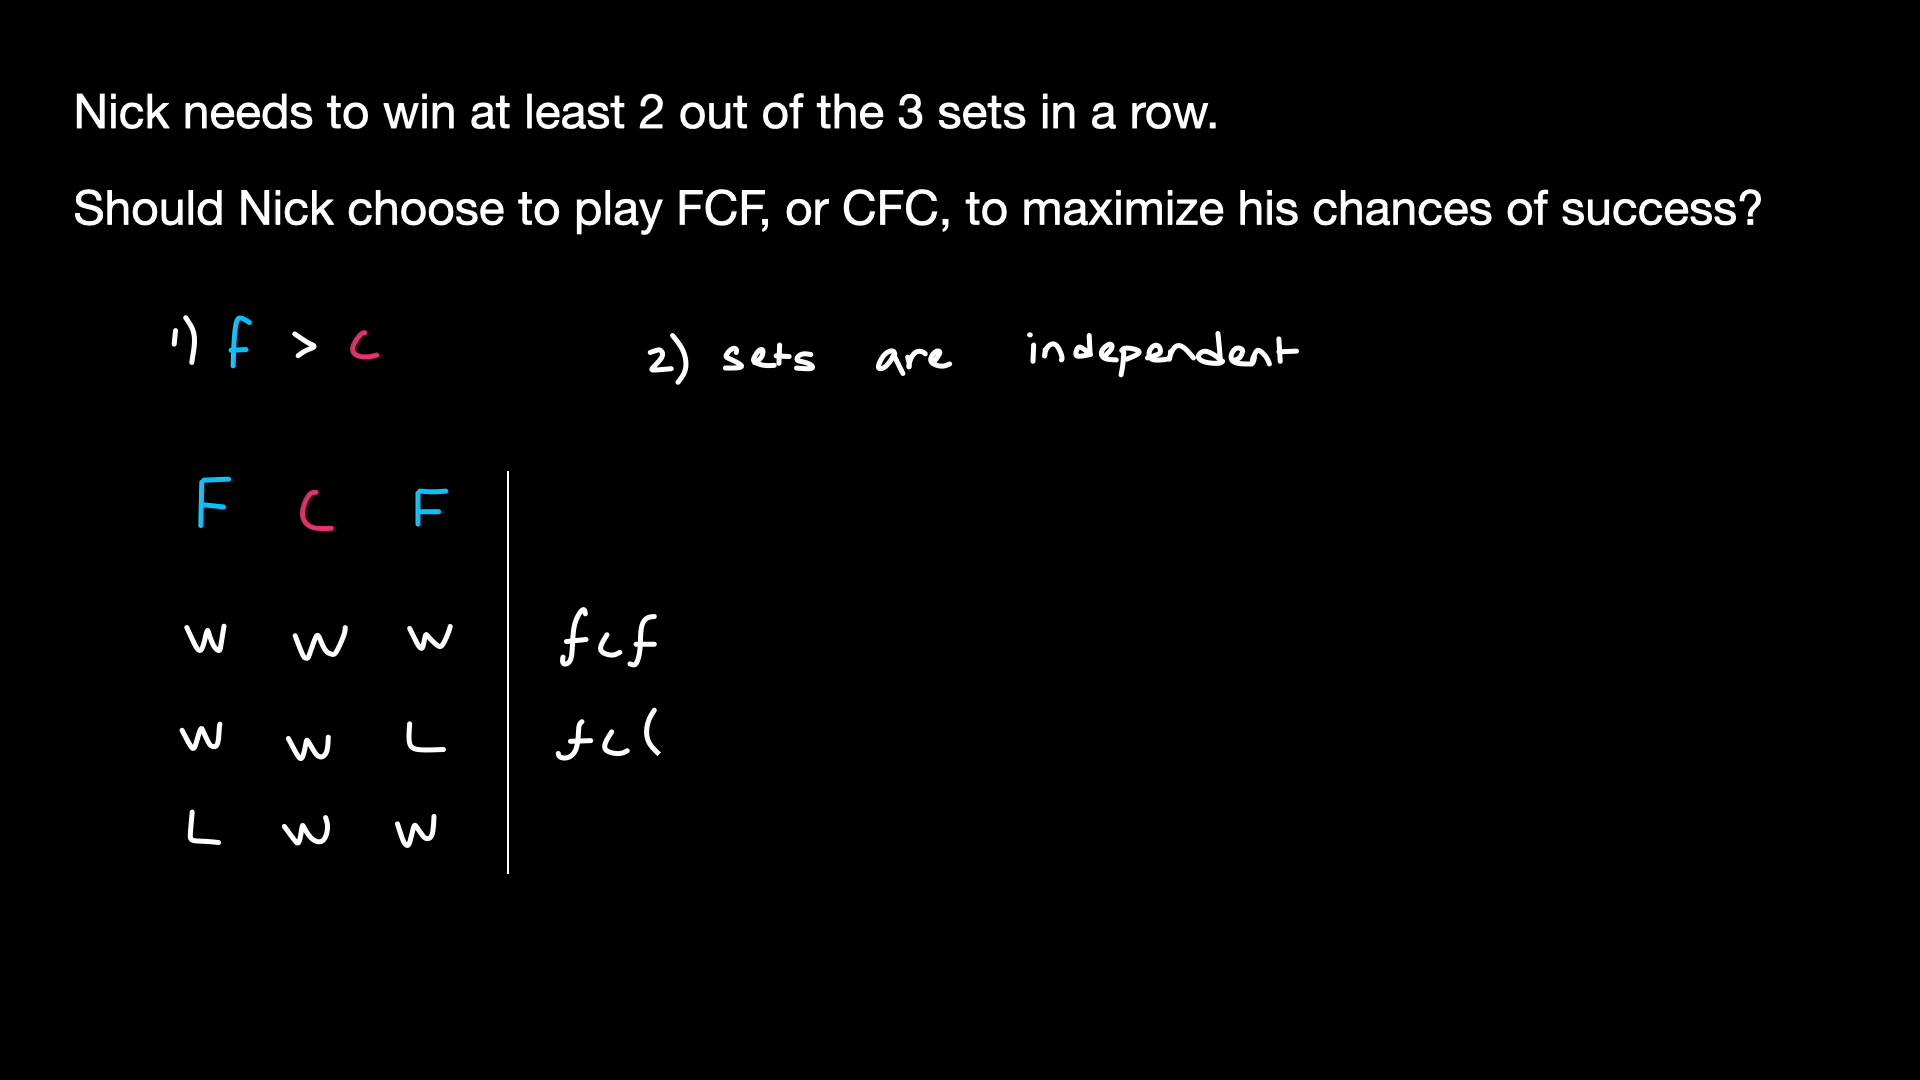 Nick needs to win at least 2 out of the 3 sets in a row.
Should Nick choose to play FCF, or CFC, to maximize his chances of success?
1) f > c
2) sets are independent
F C F
W W W fcf
W W L fc(
L W W